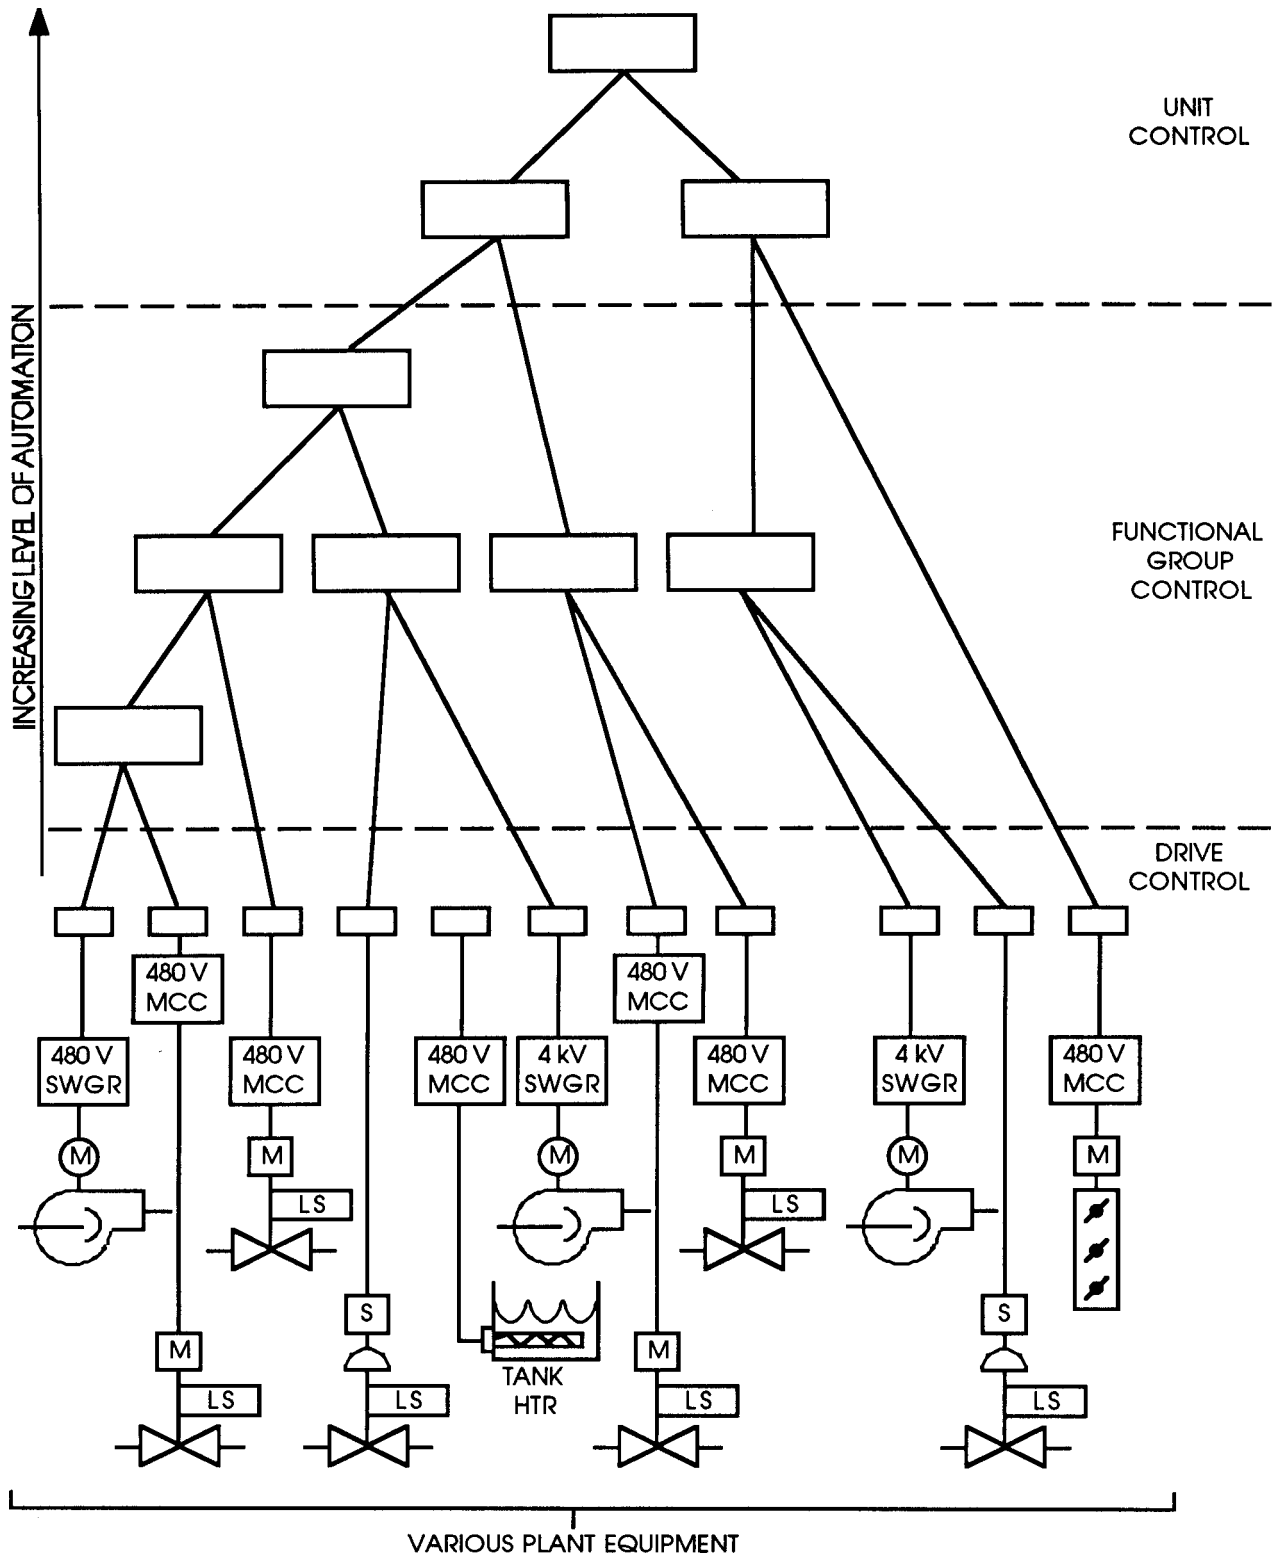 UNIT
CONTROL
INCREASING LEVEL OF AUTOMATION
FUNCTIONAL
GROUP
CONTROL
DRIVE
CONTROL
480 V
MCC
480 V
MCC
480 V
SWGR
480 V
MCC
480 V
MCC
4 kV
SWGR
480 V
MCC
4 kV
SWGR
480 V
MCC
M
M
M
M
M
M
LS
LS
S
S
M
M
TANK
HTR
LS
LS
LS
LS
VARIOUS PLANT EQUIPMENT